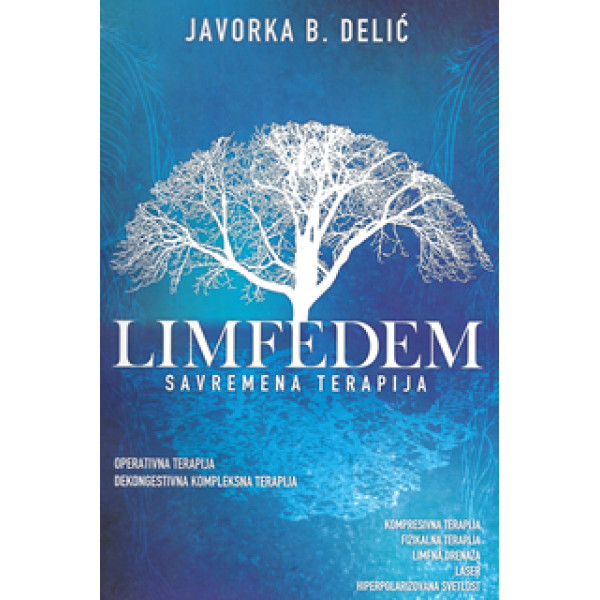 JAVORKA B. DELIĆ
LIMFEDEM
SAVREMENA TERAPIJA
OPERATIVNA TERAPIJA
DEKONGESTIVNA KOMPLEKSNA TERAPIJA
KOMPRESIVNA TERAPIJA
FIZIKALNA TERAPIJA
LIMFNA DRENAŽA
LASER
HIPERPOLARIZOVANA SVETLOST